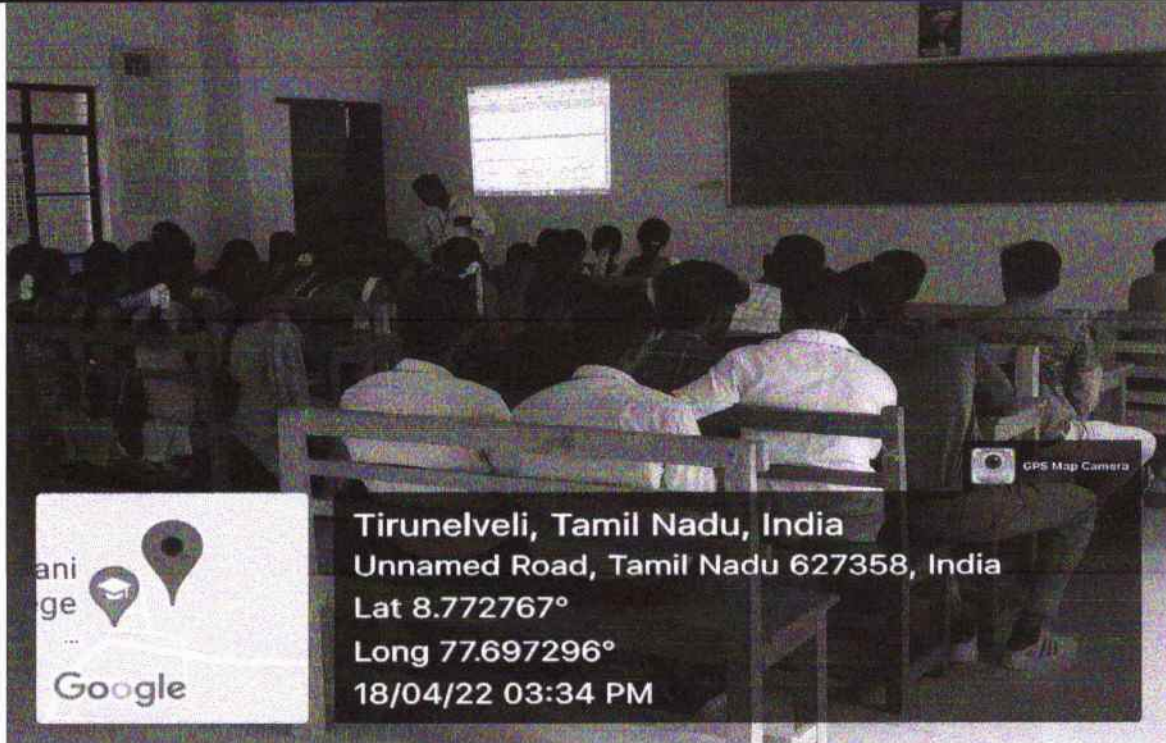 GPS Map Camera
ani
ge
...
Google
Tirunelveli, Tamil Nadu, India
Unnamed Road, Tamil Nadu 627358, India
Lat 8.772767°
Long 77.697296°
18/04/22 03:34 PM